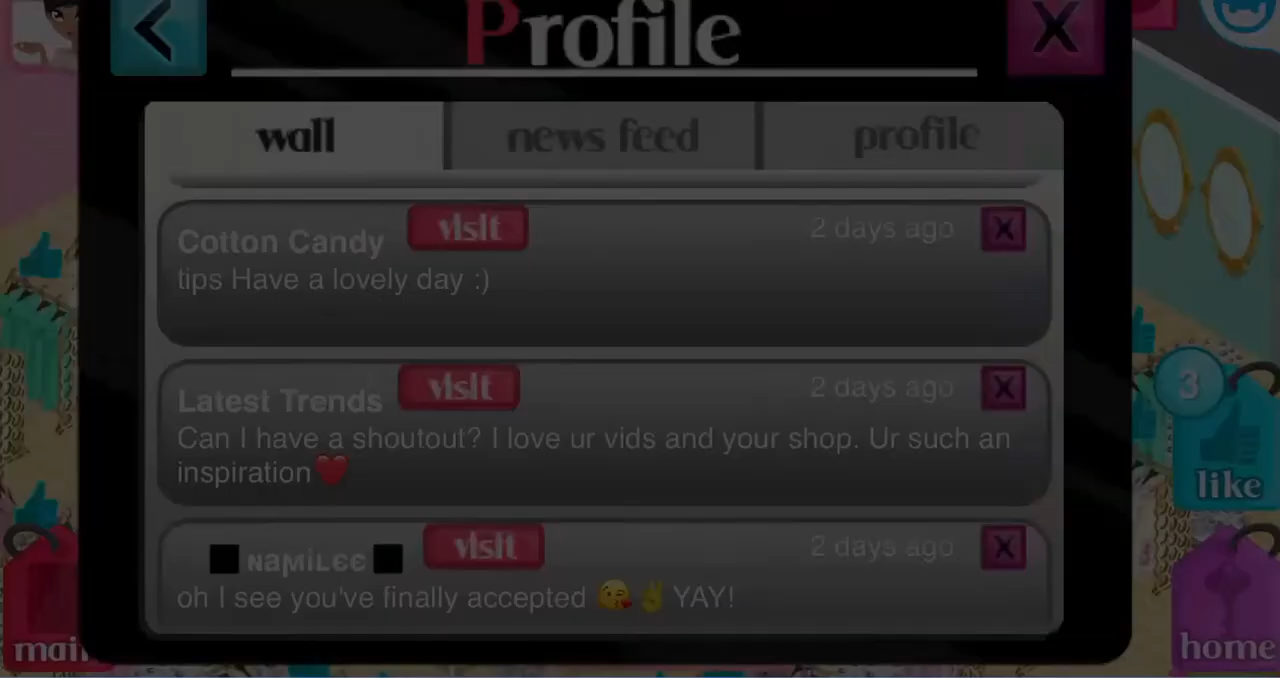 Profile
wall
news feed
profile
Cotton Candy
visit
2 days ago
X
tips Have a lovely day :)
Latest Trends
visit
2 days ago
X
Can I have a shoutout? I love ur vids and your shop. Ur such an
inspiration❤️
⬛ ɴaмiʟєє ⬛
visit
2 days ago
X
oh I see you've finally accepted 😘✌️ YAY!
3
like
mail
home